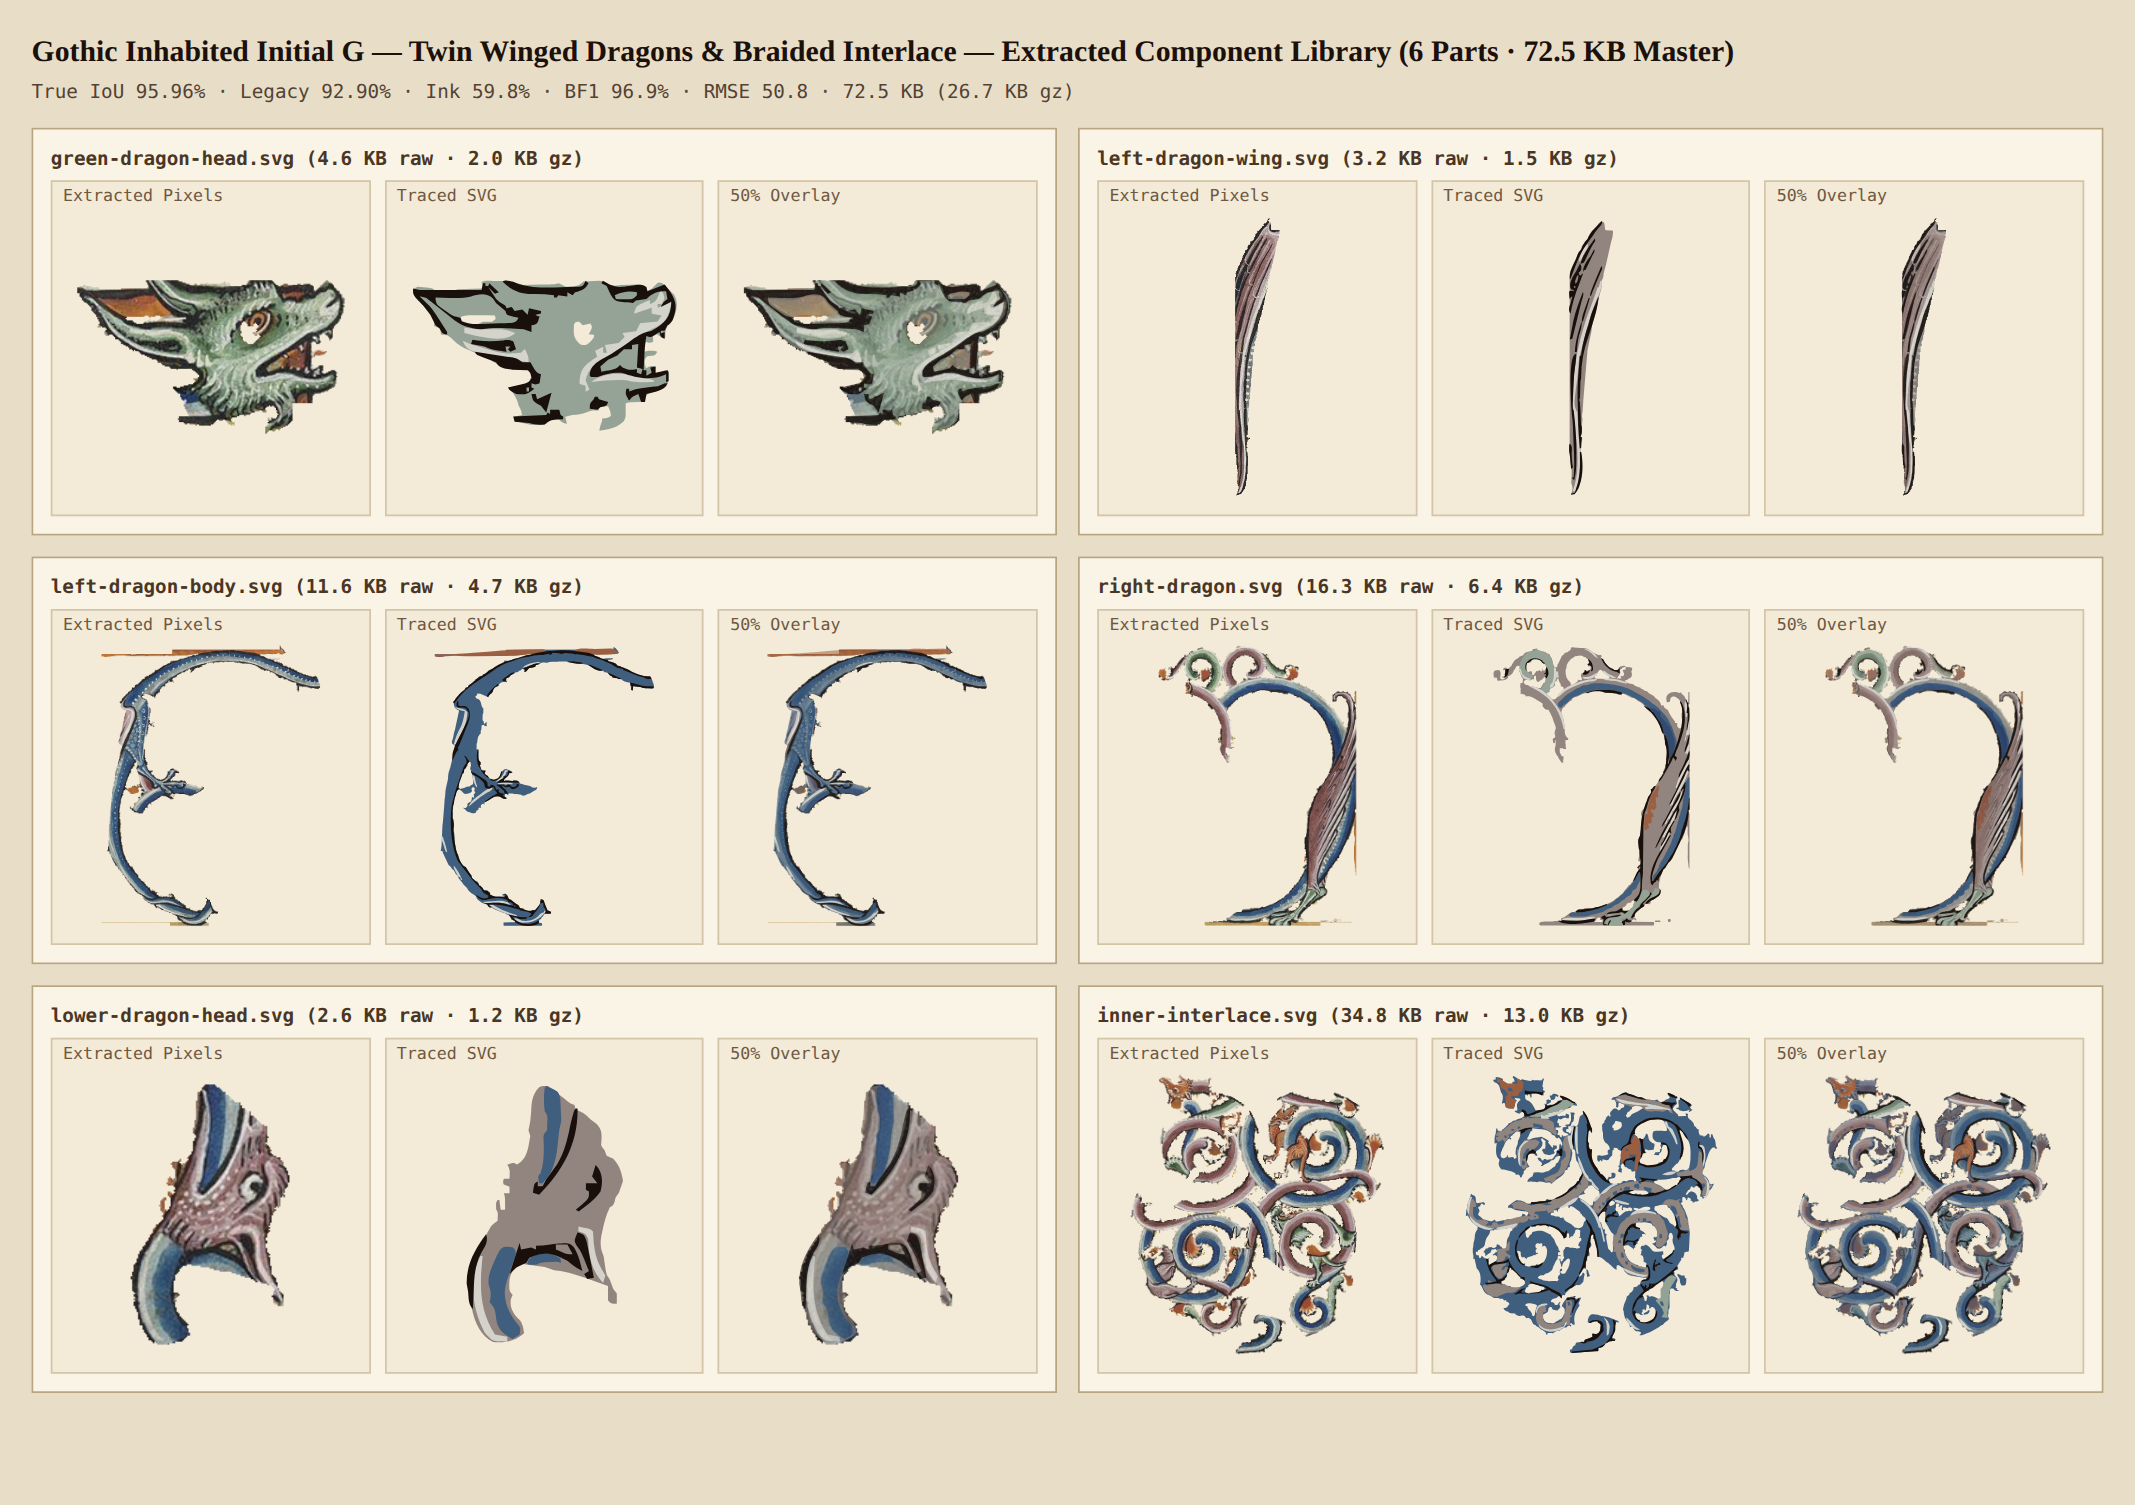 Gothic Inhabited Initial G — Twin Winged Dragons & Braided Interlace — Extracted Component Library (6 Parts · 72.5 KB Master)
True IoU 95.96% · Legacy 92.90% · Ink 59.8% · BF1 96.9% · RMSE 50.8 · 72.5 KB (26.7 KB gz)
green-dragon-head.svg (4.6 KB raw · 2.0 KB gz)
Extracted Pixels
Traced SVG
50% Overlay
left-dragon-wing.svg (3.2 KB raw · 1.5 KB gz)
Extracted Pixels
Traced SVG
50% Overlay
left-dragon-body.svg (11.6 KB raw · 4.7 KB gz)
Extracted Pixels
Traced SVG
50% Overlay
right-dragon.svg (16.3 KB raw · 6.4 KB gz)
Extracted Pixels
Traced SVG
50% Overlay
lower-dragon-head.svg (2.6 KB raw · 1.2 KB gz)
Extracted Pixels
Traced SVG
50% Overlay
inner-interlace.svg (34.8 KB raw · 13.0 KB gz)
Extracted Pixels
Traced SVG
50% Overlay